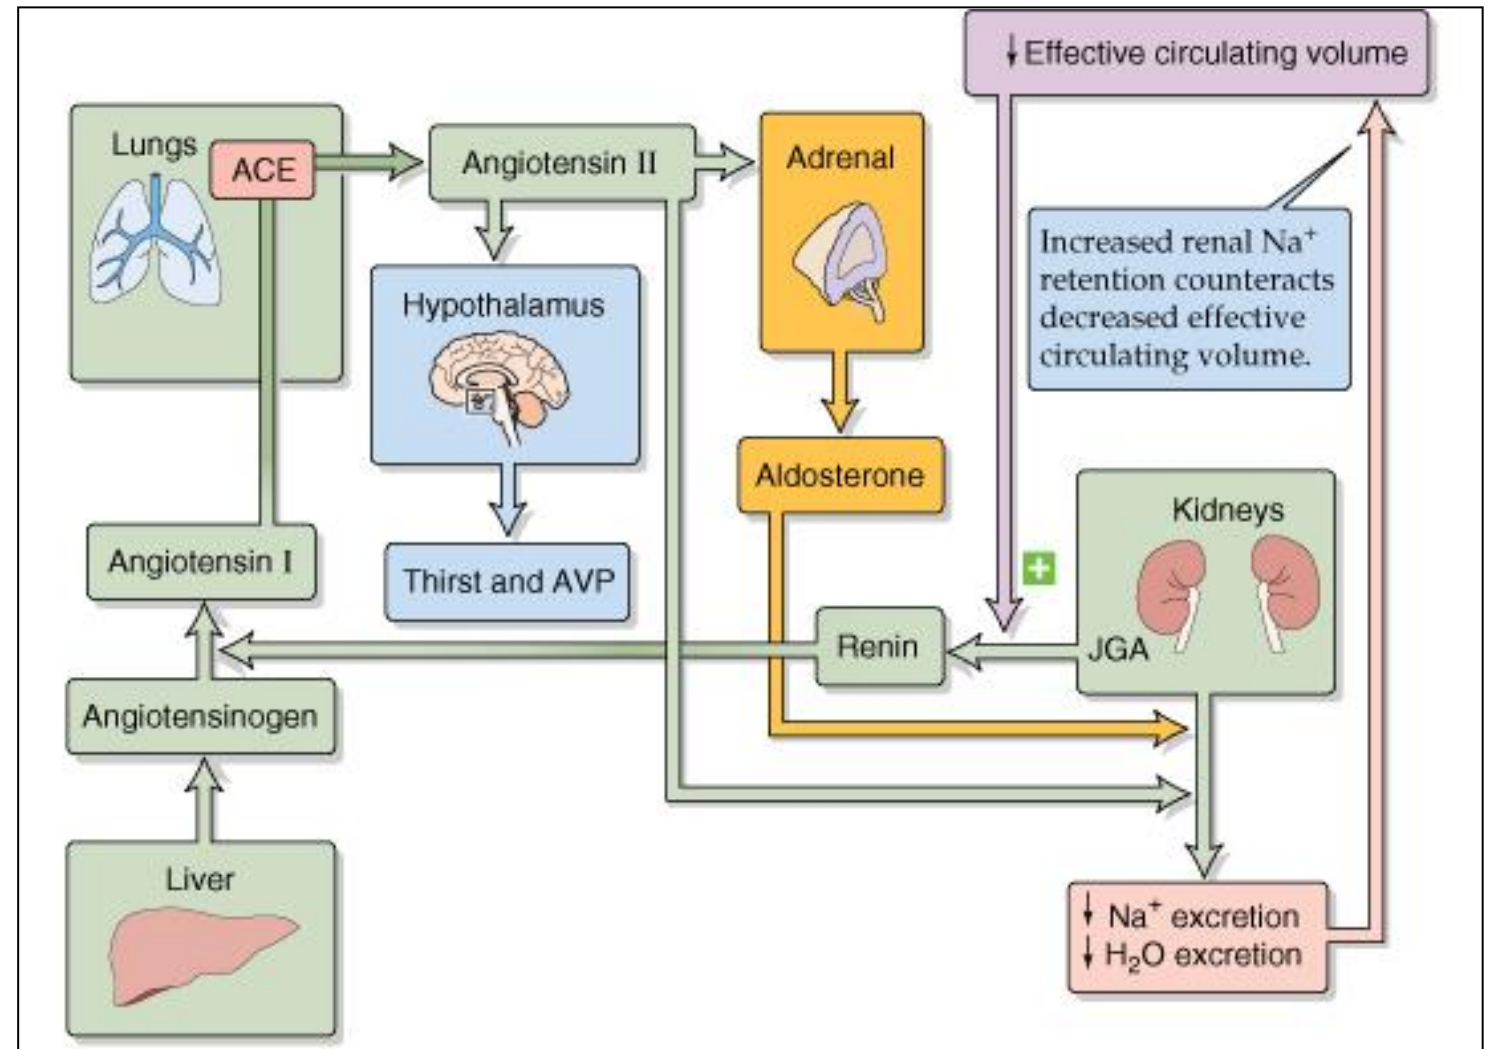 ↓ Effective circulating volume
Lungs
ACE
Angiotensin II
Adrenal
Increased renal Na⁺
retention counteracts
decreased effective
circulating volume.
Hypothalamus
Aldosterone
Kidneys
Angiotensin I
Thirst and AVP
+
Renin
JGA
Angiotensinogen
Liver
↓ Na⁺ excretion
↓ H₂O excretion